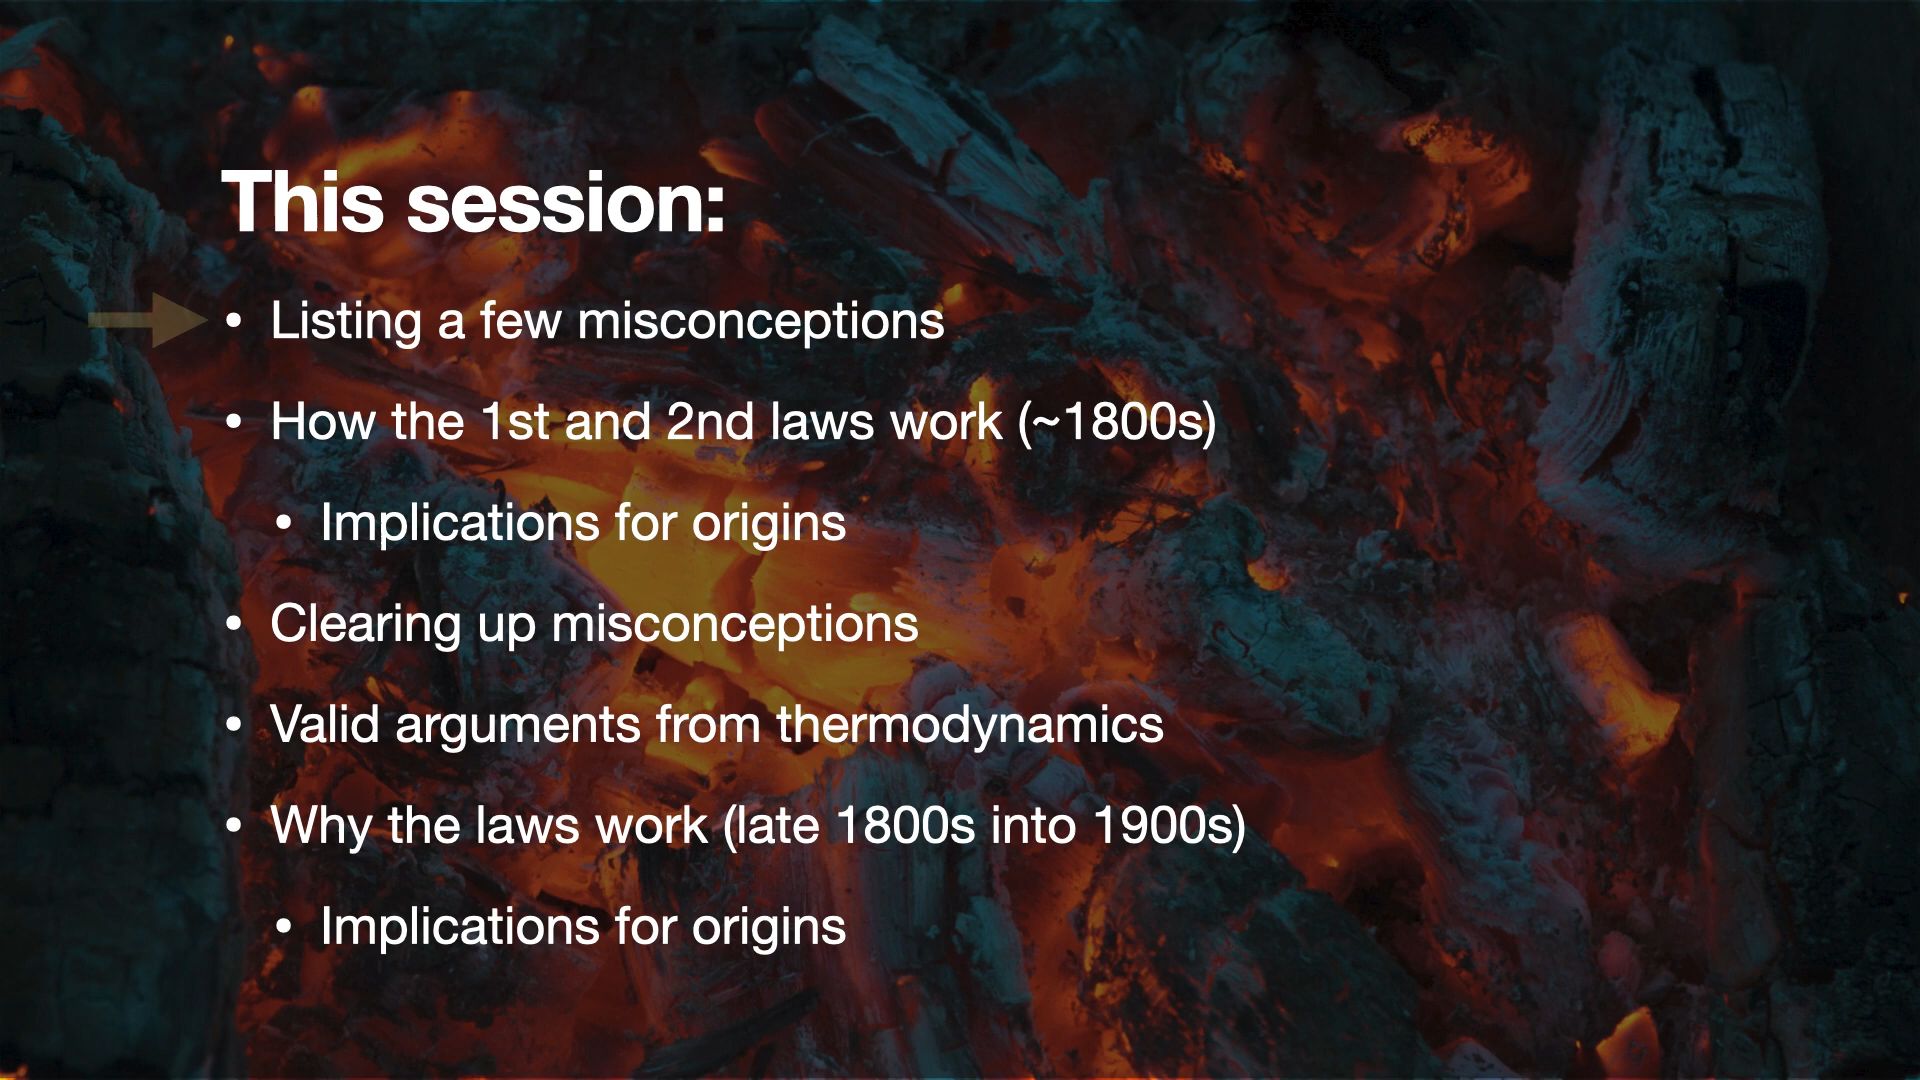 This session:
• Listing a few misconceptions
• How the 1st and 2nd laws work (~1800s)
• Implications for origins
• Clearing up misconceptions
• Valid arguments from thermodynamics
• Why the laws work (late 1800s into 1900s)
• Implications for origins